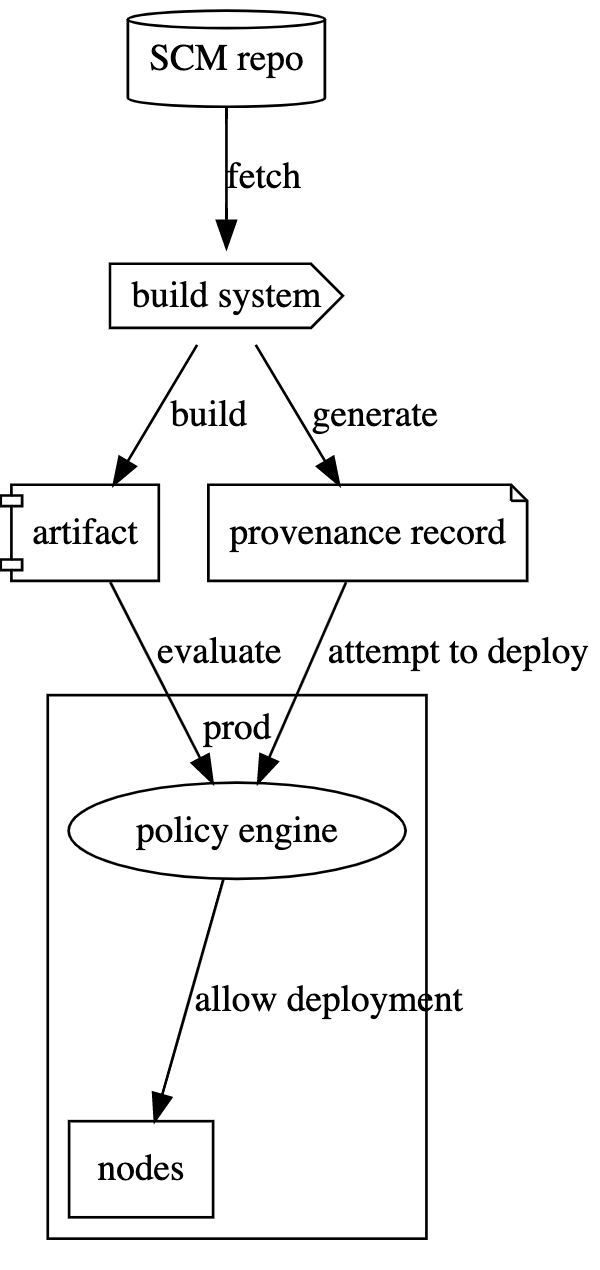 SCM repo
fetch
build system
build
generate
artifact
provenance record
evaluate
attempt to deploy
prod
policy engine
allow deployment
nodes